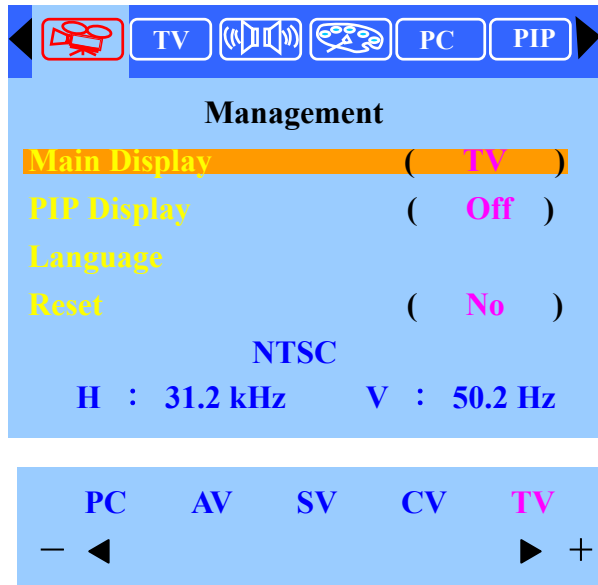 TV PC PIP
Management
Main Display ( TV )
PIP Display ( Off )
Language
Reset ( No )
NTSC
H : 31.2 kHz V : 50.2 Hz
PC AV SV CV TV
− +